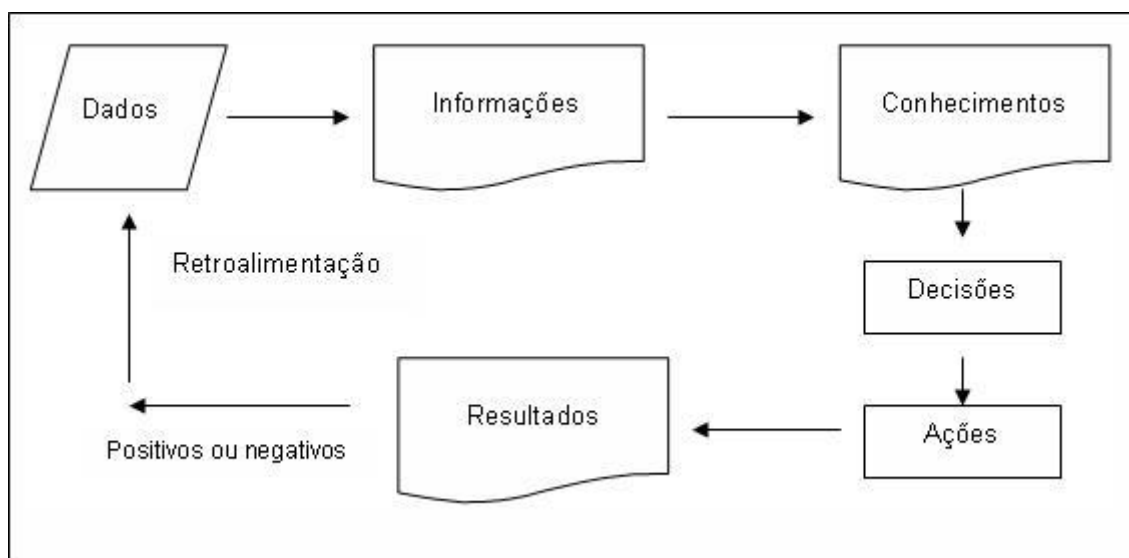 Dados
Informações
Conhecimentos
Retroalimentação
Decisões
Resultados
Ações
Positivos ou negativos